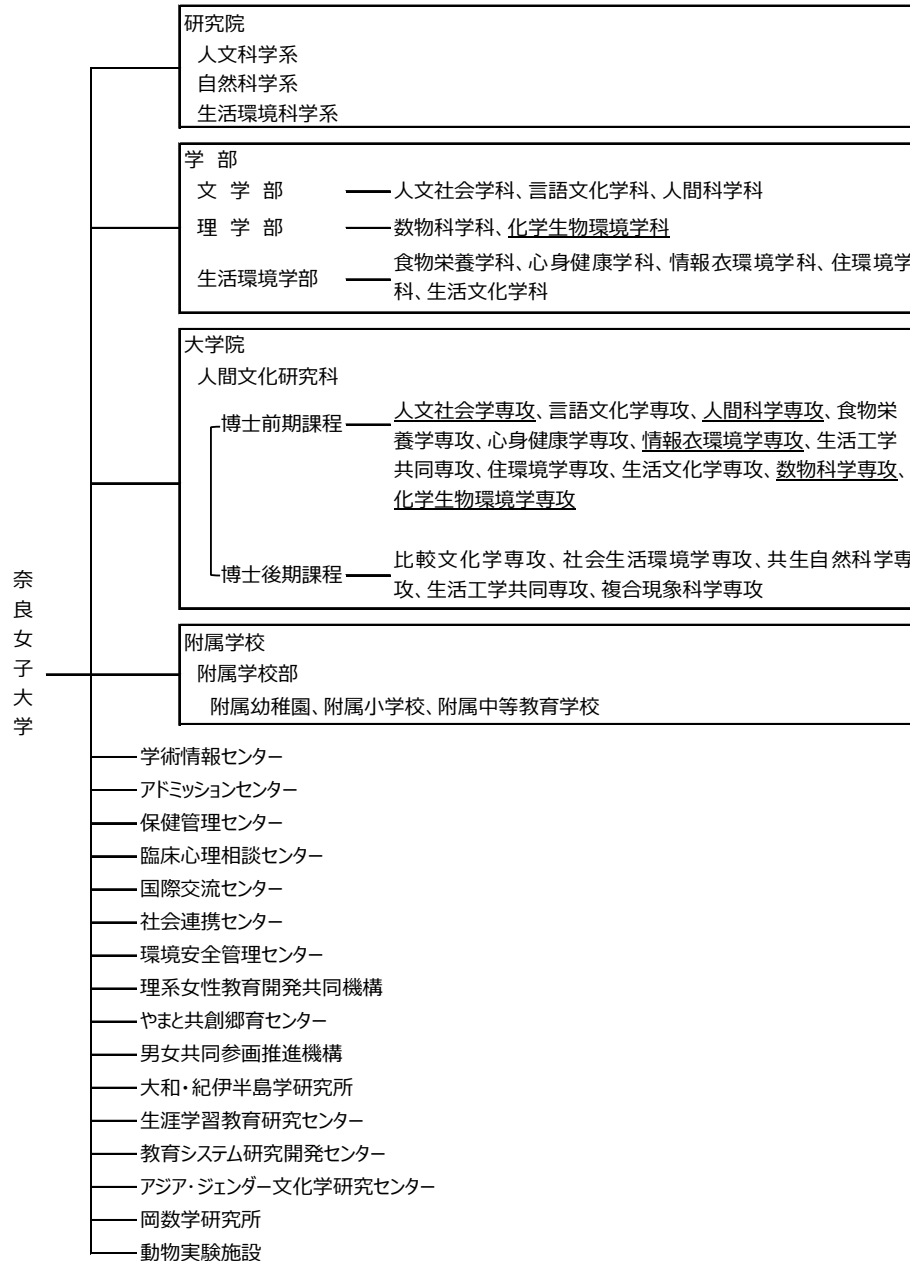 研究院
人文科学系
自然科学系
生活環境科学系
学 部
文 学 部 人文社会学科、言語文化学科、人間科学科
理 学 部 数物科学科、化学生物環境学科
生活環境学部 食物栄養学科、心身健康学科、情報衣環境学科、住環境学
科、生活文化学科
大学院
人間文化研究科
博士前期課程 人文社会学専攻、言語文化学専攻、人間科学専攻、食物栄
養学専攻、心身健康学専攻、情報衣環境学専攻、生活工学
共同専攻、住環境学専攻、生活文化学専攻、数物科学専攻、
化学生物環境学専攻
博士後期課程 比較文化学専攻、社会生活環境学専攻、共生自然科学専
攻、生活工学共同専攻、複合現象科学専攻
奈良女子大学
附属学校
附属学校部
附属幼稚園、附属小学校、附属中等教育学校
学術情報センター
アドミッションセンター
保健管理センター
臨床心理相談センター
国際交流センター
社会連携センター
環境安全管理センター
理系女性教育開発共同機構
やまと共創郷育センター
男女共同参画推進機構
大和・紀伊半島学研究所
生涯学習教育研究センター
教育システム研究開発センター
アジア・ジェンダー文化学研究センター
岡数学研究所
動物実験施設